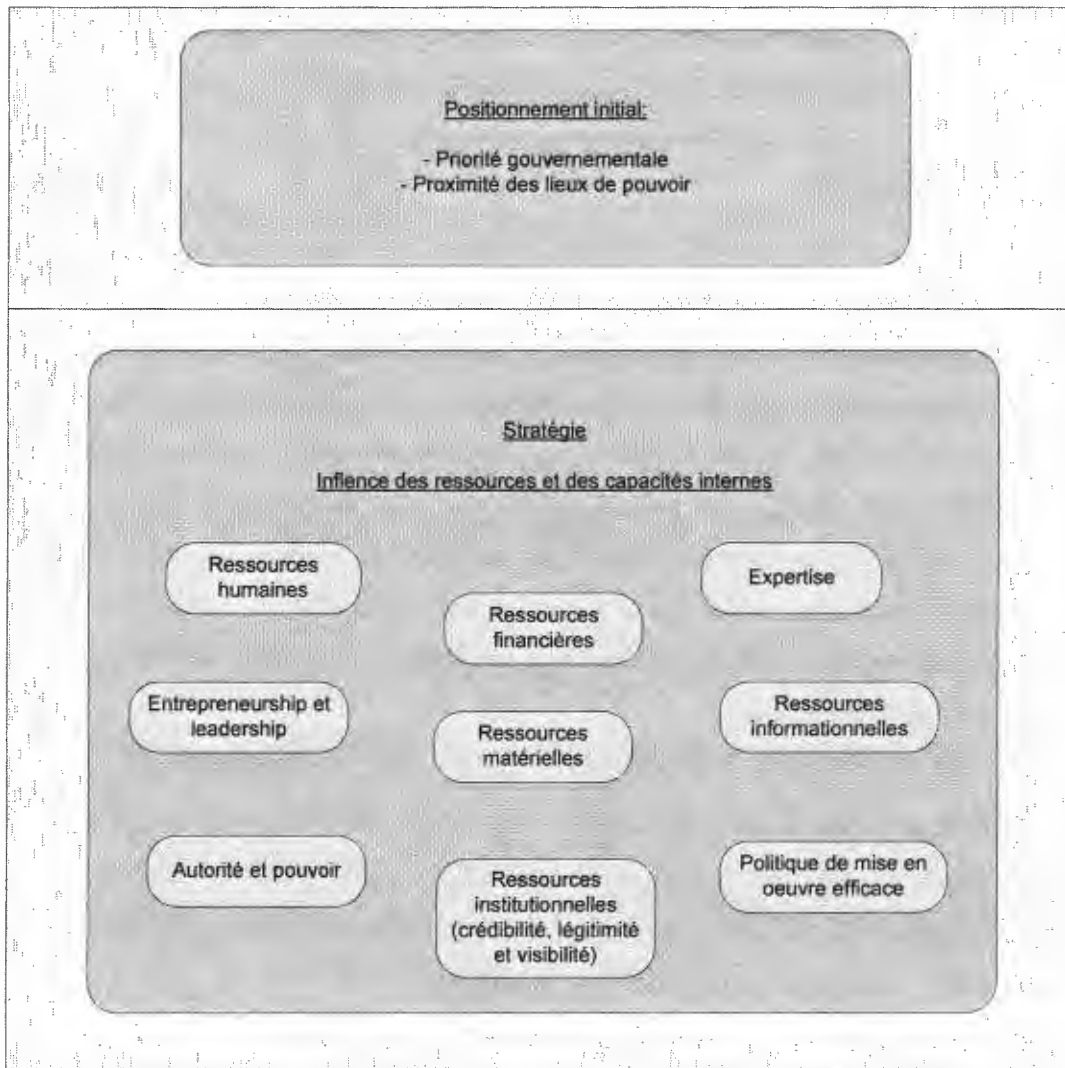 Positionnement initial:
- Priorité gouvernementale
- Proximité des lieux de pouvoir
Stratégie
Inflence des ressources et des capacités internes
Ressources
humaines
Ressources
financières
Expertise
Entrepreneurship et
leadership
Ressources
matérielles
Ressources
informationnelles
Autorité et pouvoir
Ressources
institutionnelles
(crédibilité, légitimité
et visibilité)
Politique de mise en
oeuvre efficace